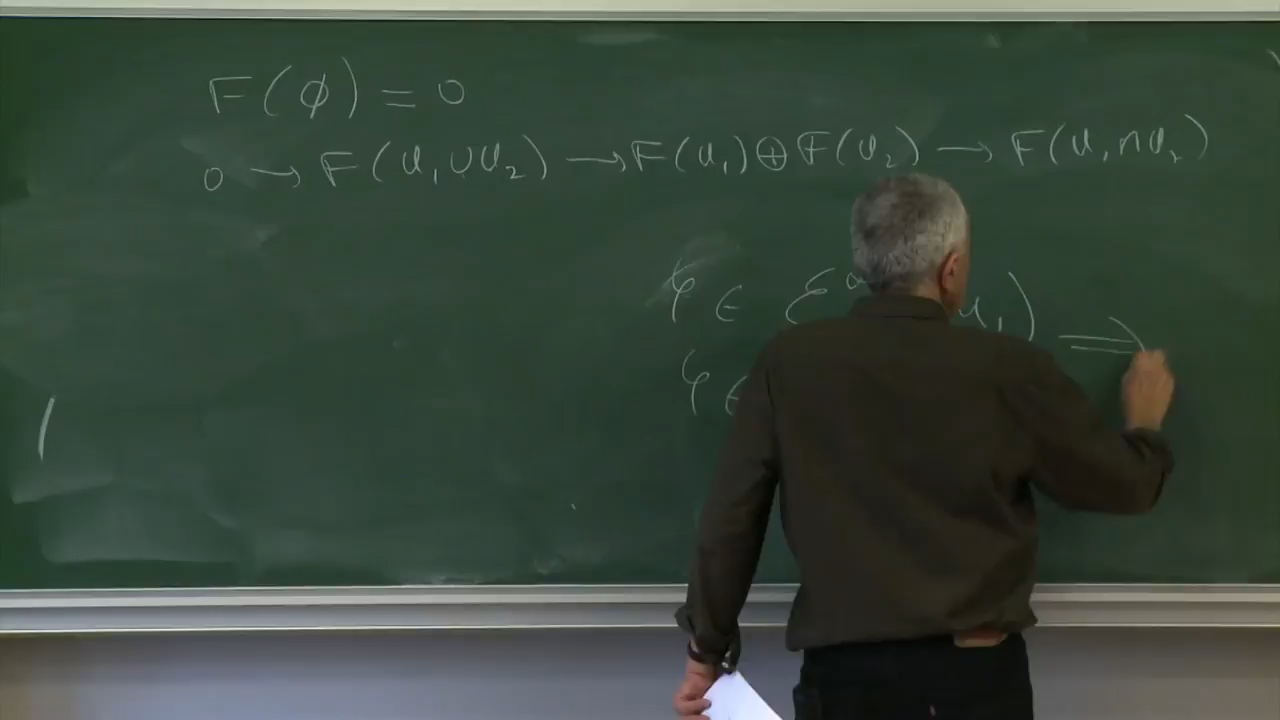 F(∅) = 0
0 → F(U₁∪U₂) → F(U₁)⊕F(U₂) → F(U₁∩U₂)
φ ∈ U₁) ⇒
φ ∈